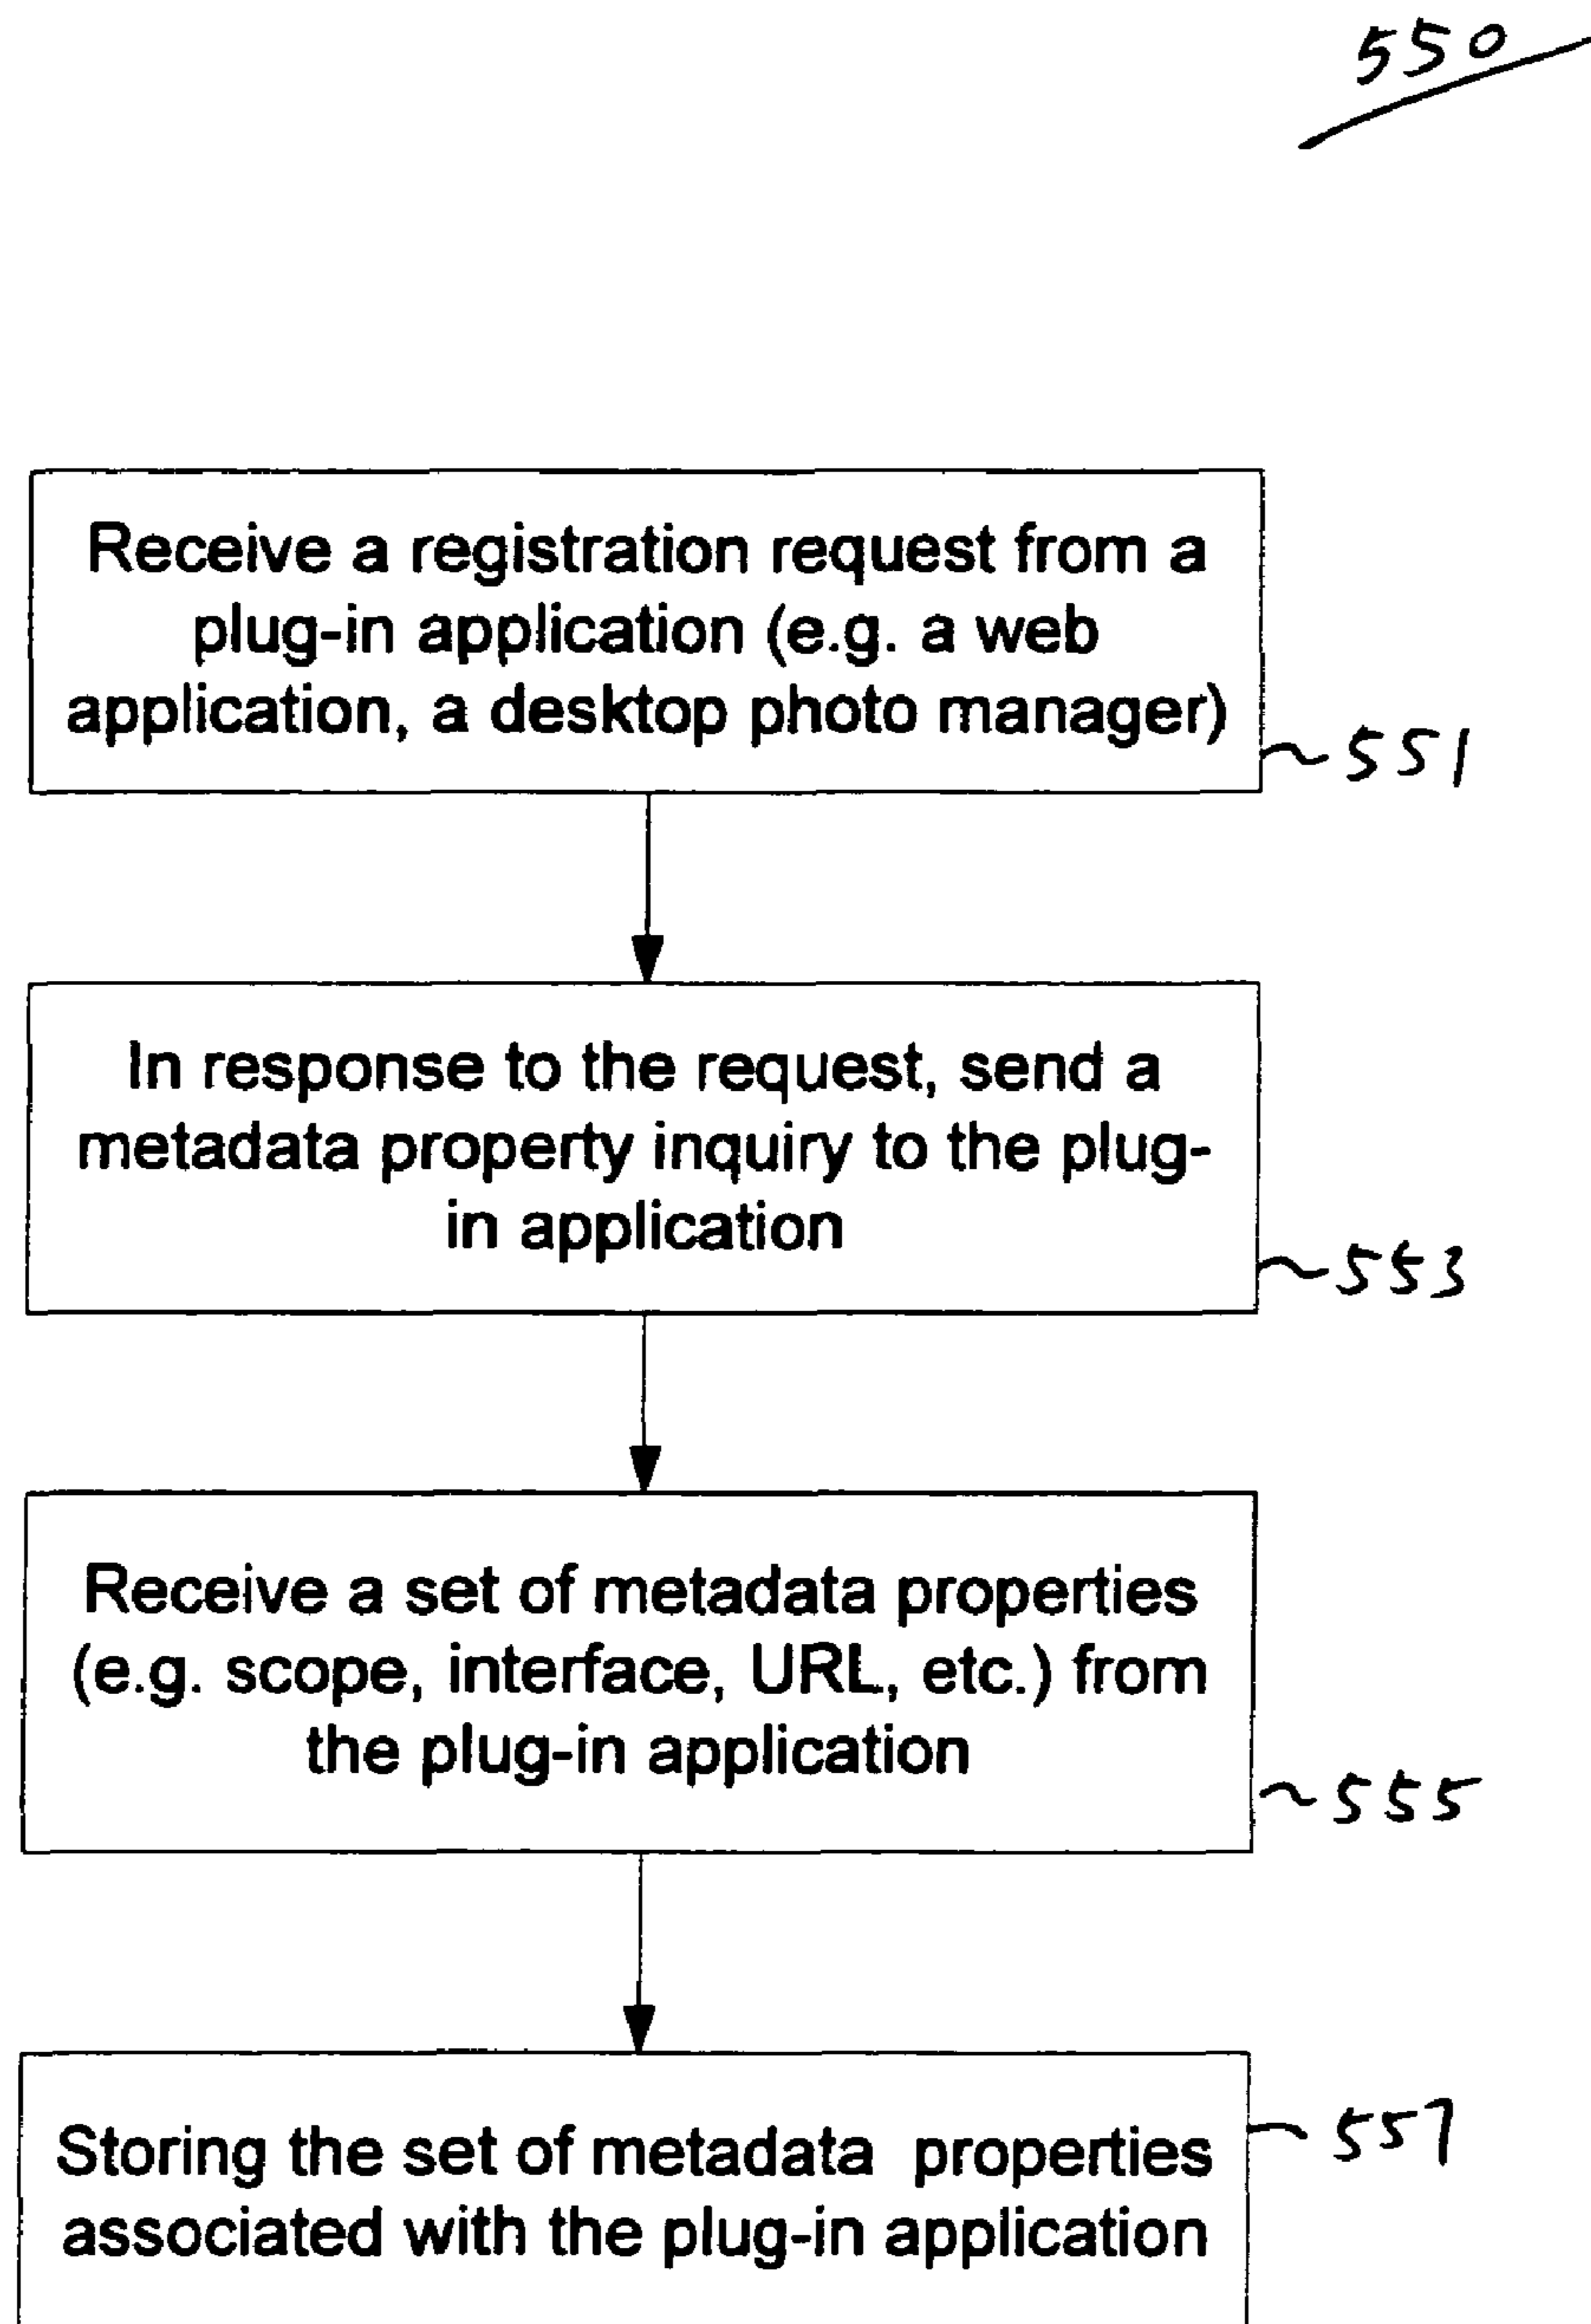 550
Receive a registration request from a
plug-in application (e.g. a web
application, a desktop photo manager)
551
In response to the request, send a
metadata property inquiry to the plug-
in application
553
Receive a set of metadata properties
(e.g. scope, interface, URL, etc.) from
the plug-in application
555
Storing the set of metadata properties
associated with the plug-in application
557